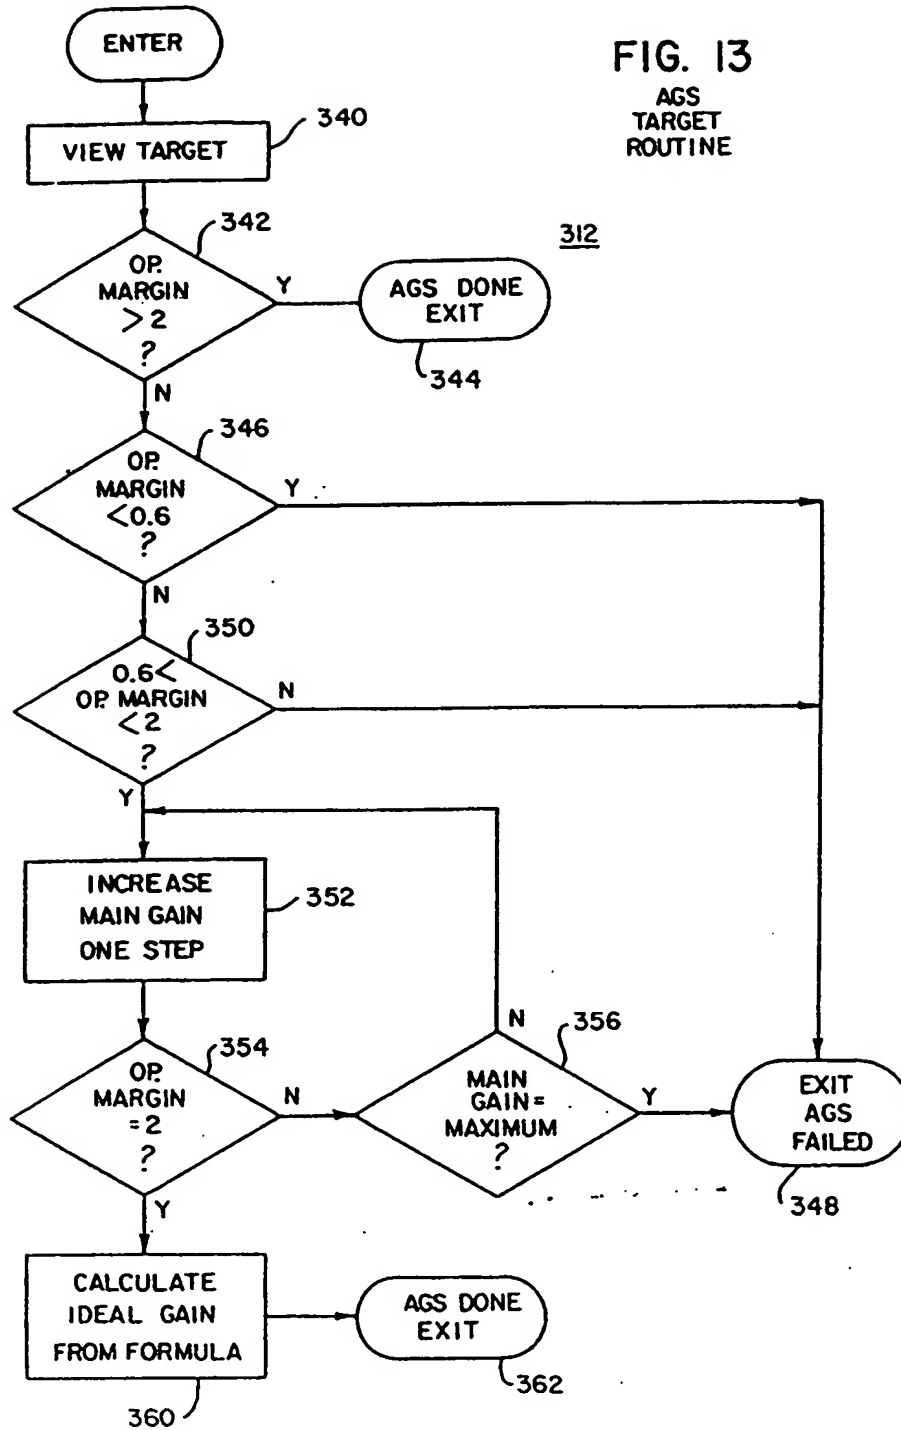 ENTER
FIG. 13
AGS
TARGET
ROUTINE
340
VIEW TARGET
342
312
OP.
MARGIN
>2
?
Y
AGS DONE
EXIT
344
N
346
OP.
MARGIN
<0.6
?
Y
N
350
0.6<
OP. MARGIN
<2
?
N
Y
INCREASE
MAIN GAIN
ONE STEP
352
354
OP.
MARGIN
=2
?
N
N
356
MAIN
GAIN=
MAXIMUM
?
Y
EXIT
AGS
FAILED
348
Y
CALCULATE
IDEAL GAIN
FROM FORMULA
360
AGS DONE
EXIT
362